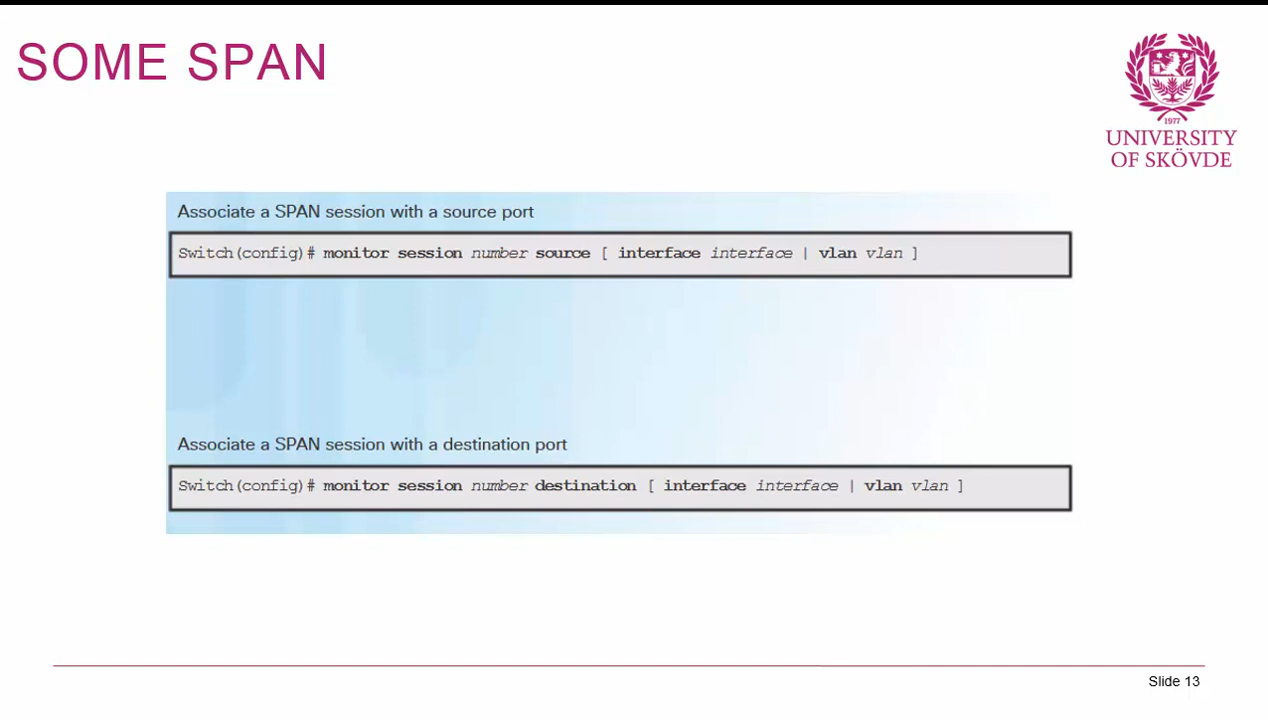 SOME SPAN
1977
UNIVERSITY
OF SKÖVDE
Associate a SPAN session with a source port
Switch(config)# monitor session number source [ interface interface | vlan vlan ]
Associate a SPAN session with a destination port
Switch(config)# monitor session number destination [ interface interface | vlan vlan ]
Slide 13